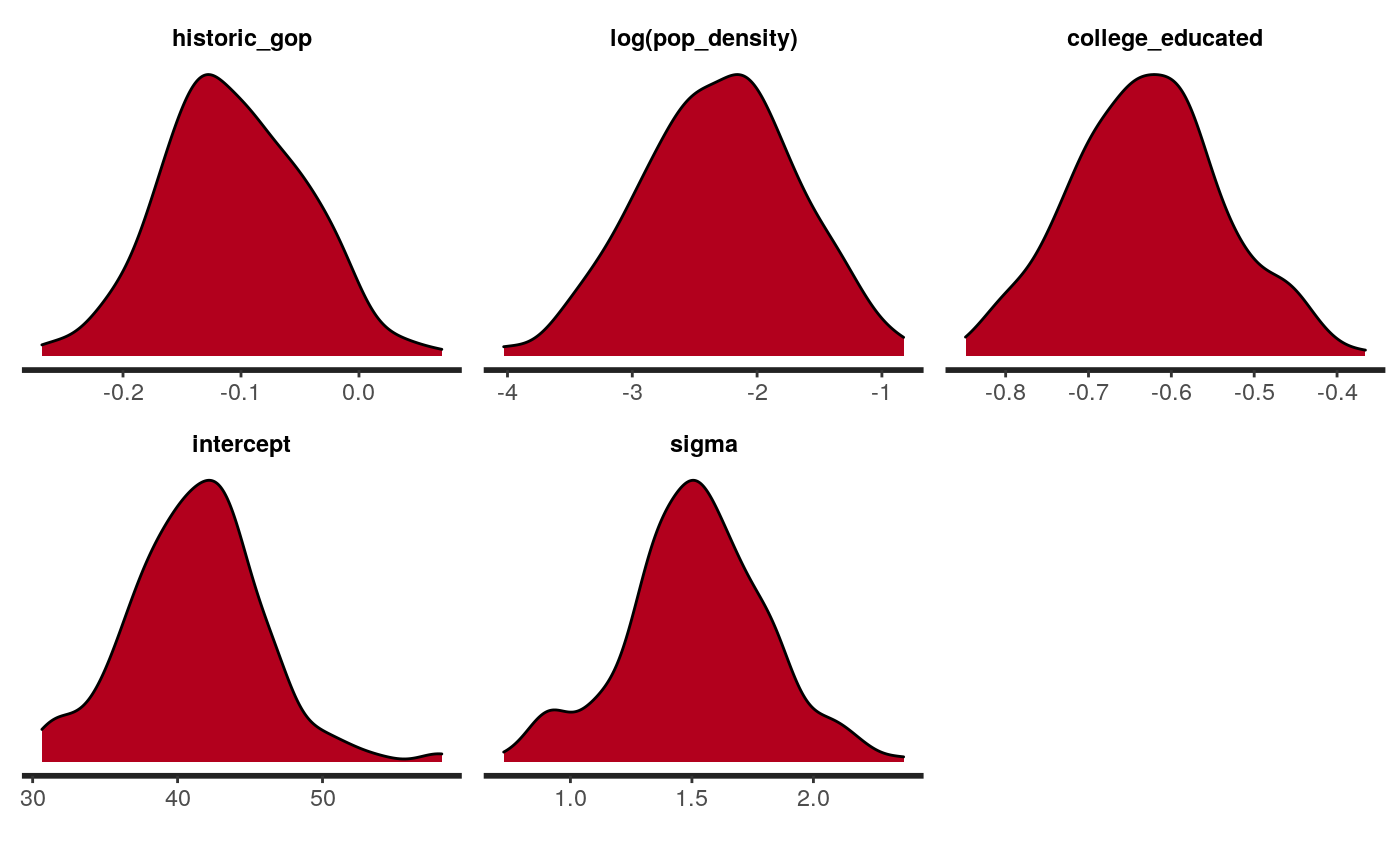 historic_gop log(pop_density) college_educated
-0.2 -0.1 0.0 -4 -3 -2 -1 -0.8 -0.7 -0.6 -0.5 -0.4
intercept sigma
30 40 50 1.0 1.5 2.0